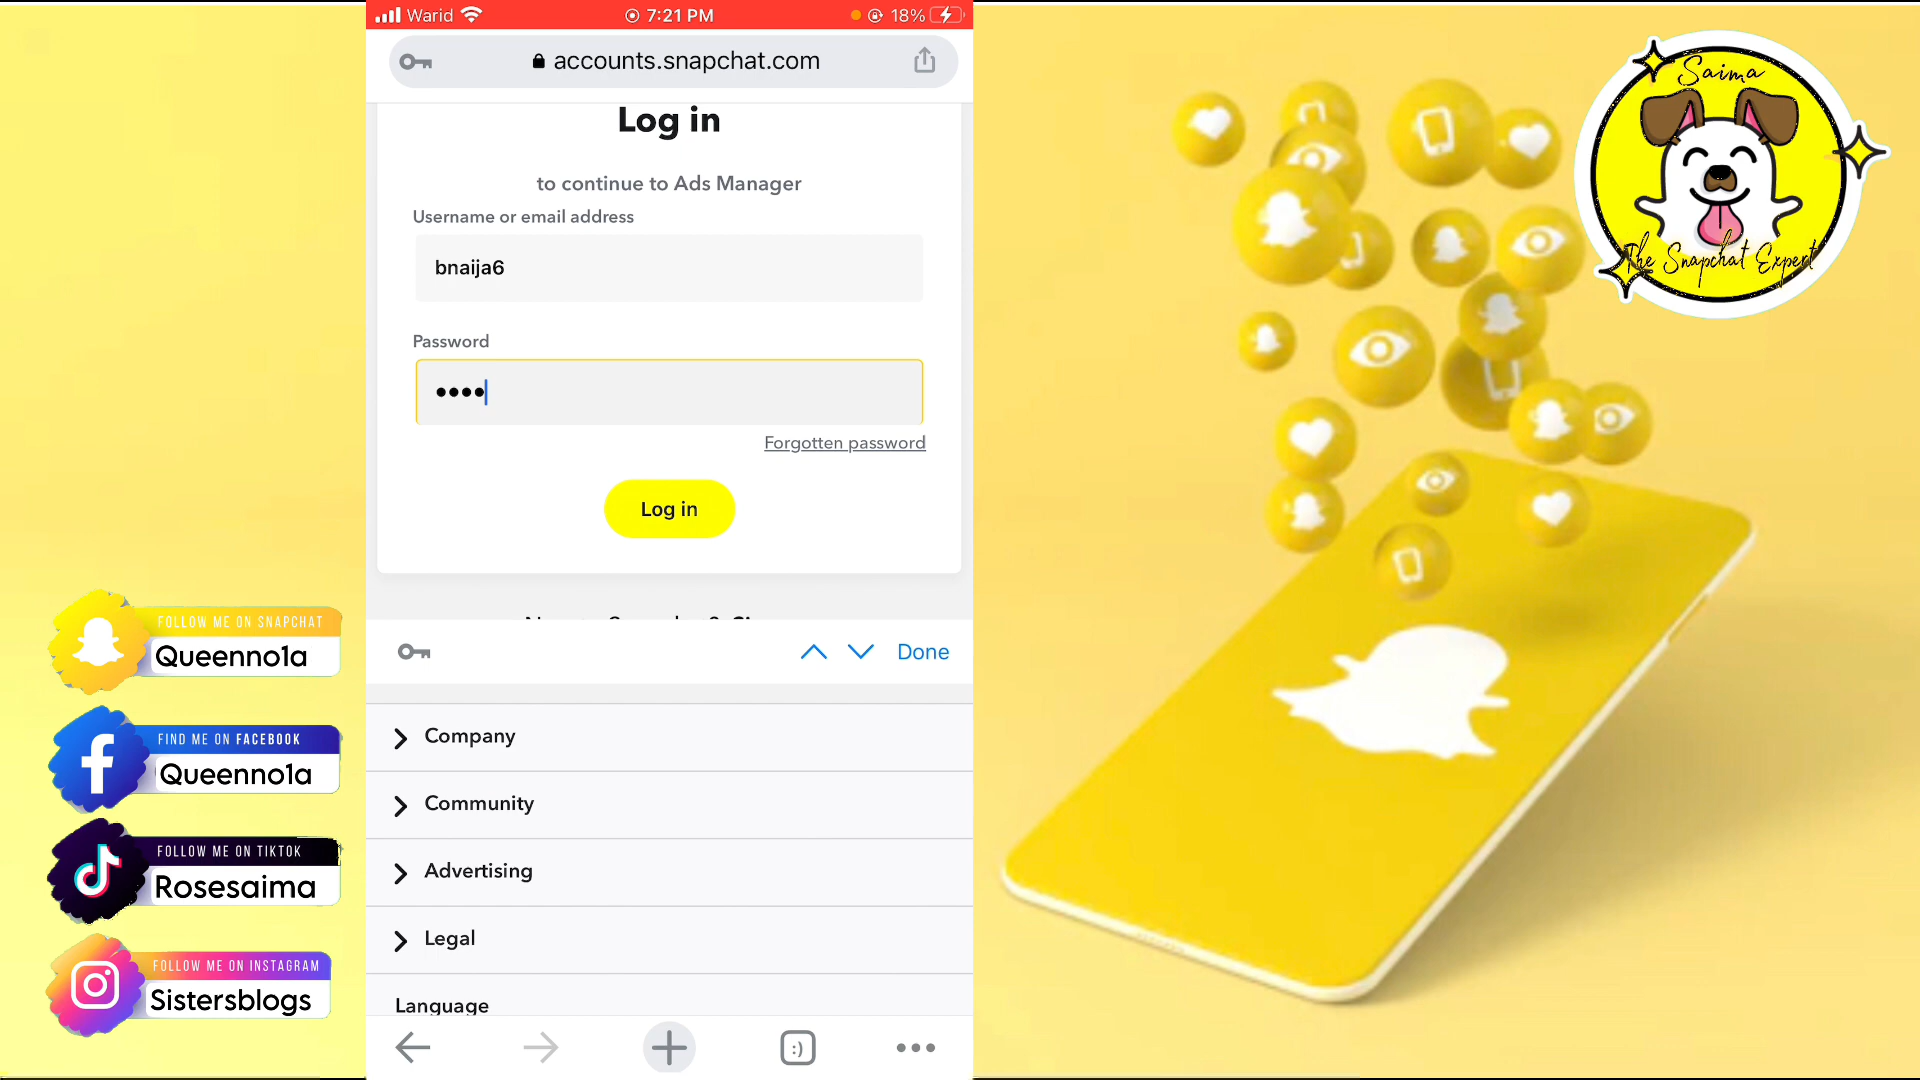 Warid
7:21 PM
18%
accounts.snapchat.com
Log in
to continue to Ads Manager
Username or email address
bnaija6
Password
••••
Forgotten password
Log in
Done
Company
Community
Advertising
Legal
Language
:)
FOLLOW ME ON SNAPCHAT
Queenno1a
FIND ME ON FACEBOOK
Queenno1a
FOLLOW ME ON TIKTOK
Rosesaima
FOLLOW ME ON INSTAGRAM
Sistersblogs
Saima
The Snapchat Expert